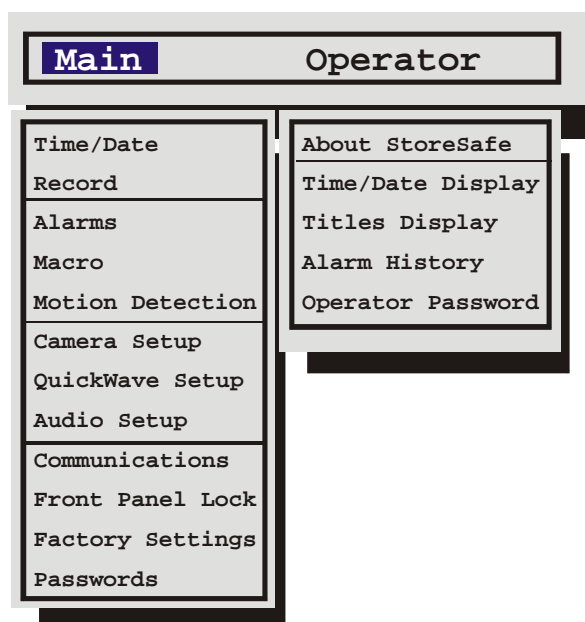 Main Operator
Time/Date
Record
Alarms
Macro
Motion Detection
Camera Setup
QuickWave Setup
Audio Setup
Communications
Front Panel Lock
Factory Settings
Passwords
About StoreSafe
Time/Date Display
Titles Display
Alarm History
Operator Password